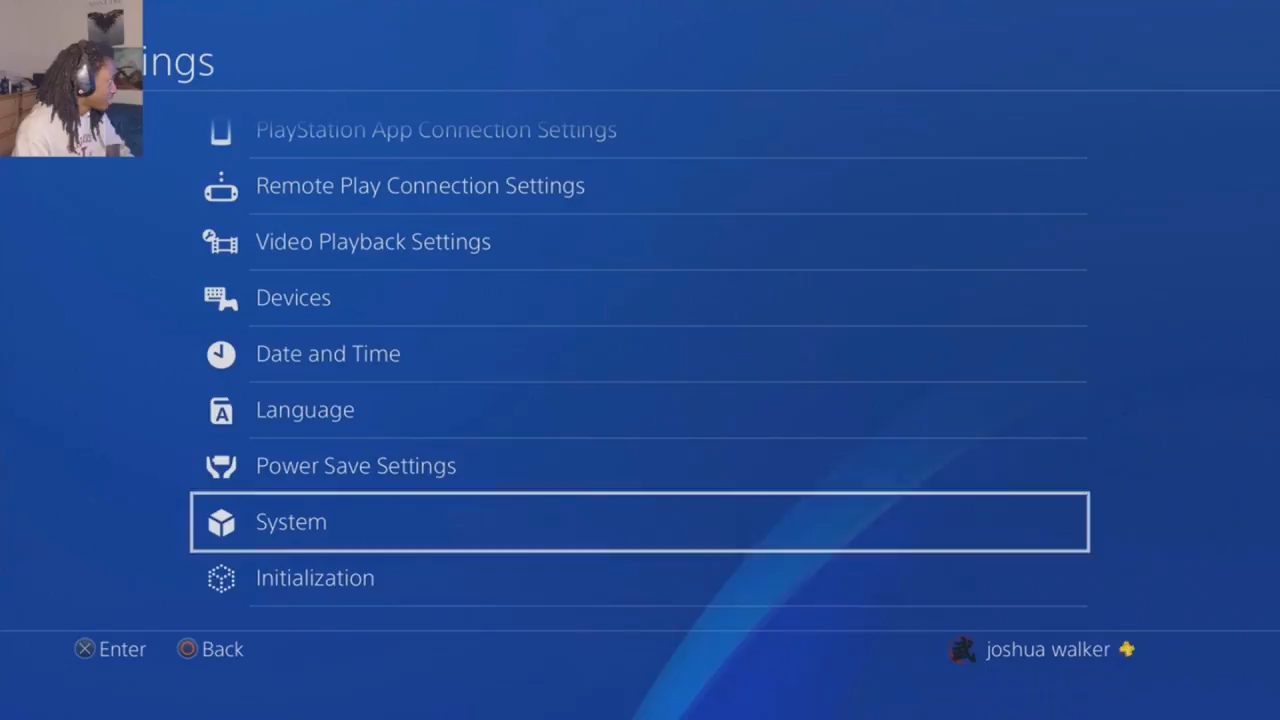 ings
PlayStation App Connection Settings
Remote Play Connection Settings
Video Playback Settings
Devices
Date and Time
Language
Power Save Settings
System
Initialization
Enter
Back
joshua walker